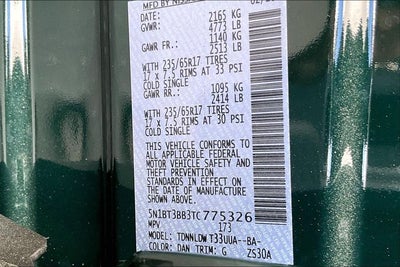 MFD BY NISSAN
DATE: 2165 KG
GVWR: 4773 LB
1140 KG
GAWR FR.: 2513 LB
WITH 235/65R17 TIRES
17 x 7.5 RIMS AT 33 PSI
COLD SINGLE
GAWR RR.: 1095 KG
2414 LB
WITH 235/65R17 TIRES
17 x 7.5 RIMS AT 30 PSI
COLD SINGLE
THIS VEHICLE CONFORMS TO
ALL APPLICABLE FEDERAL
MOTOR VEHICLE SAFETY AND
THEFT PREVENTION
STANDARDS IN EFFECT ON
THE DATE OF MANUFACTURE
SHOWN ABOVE
5N1BT3BB3TC775326
MPV 173
MODEL: TDNNLDW T33UUA--BA-
COLOR: DAN TRIM: G ZS30A